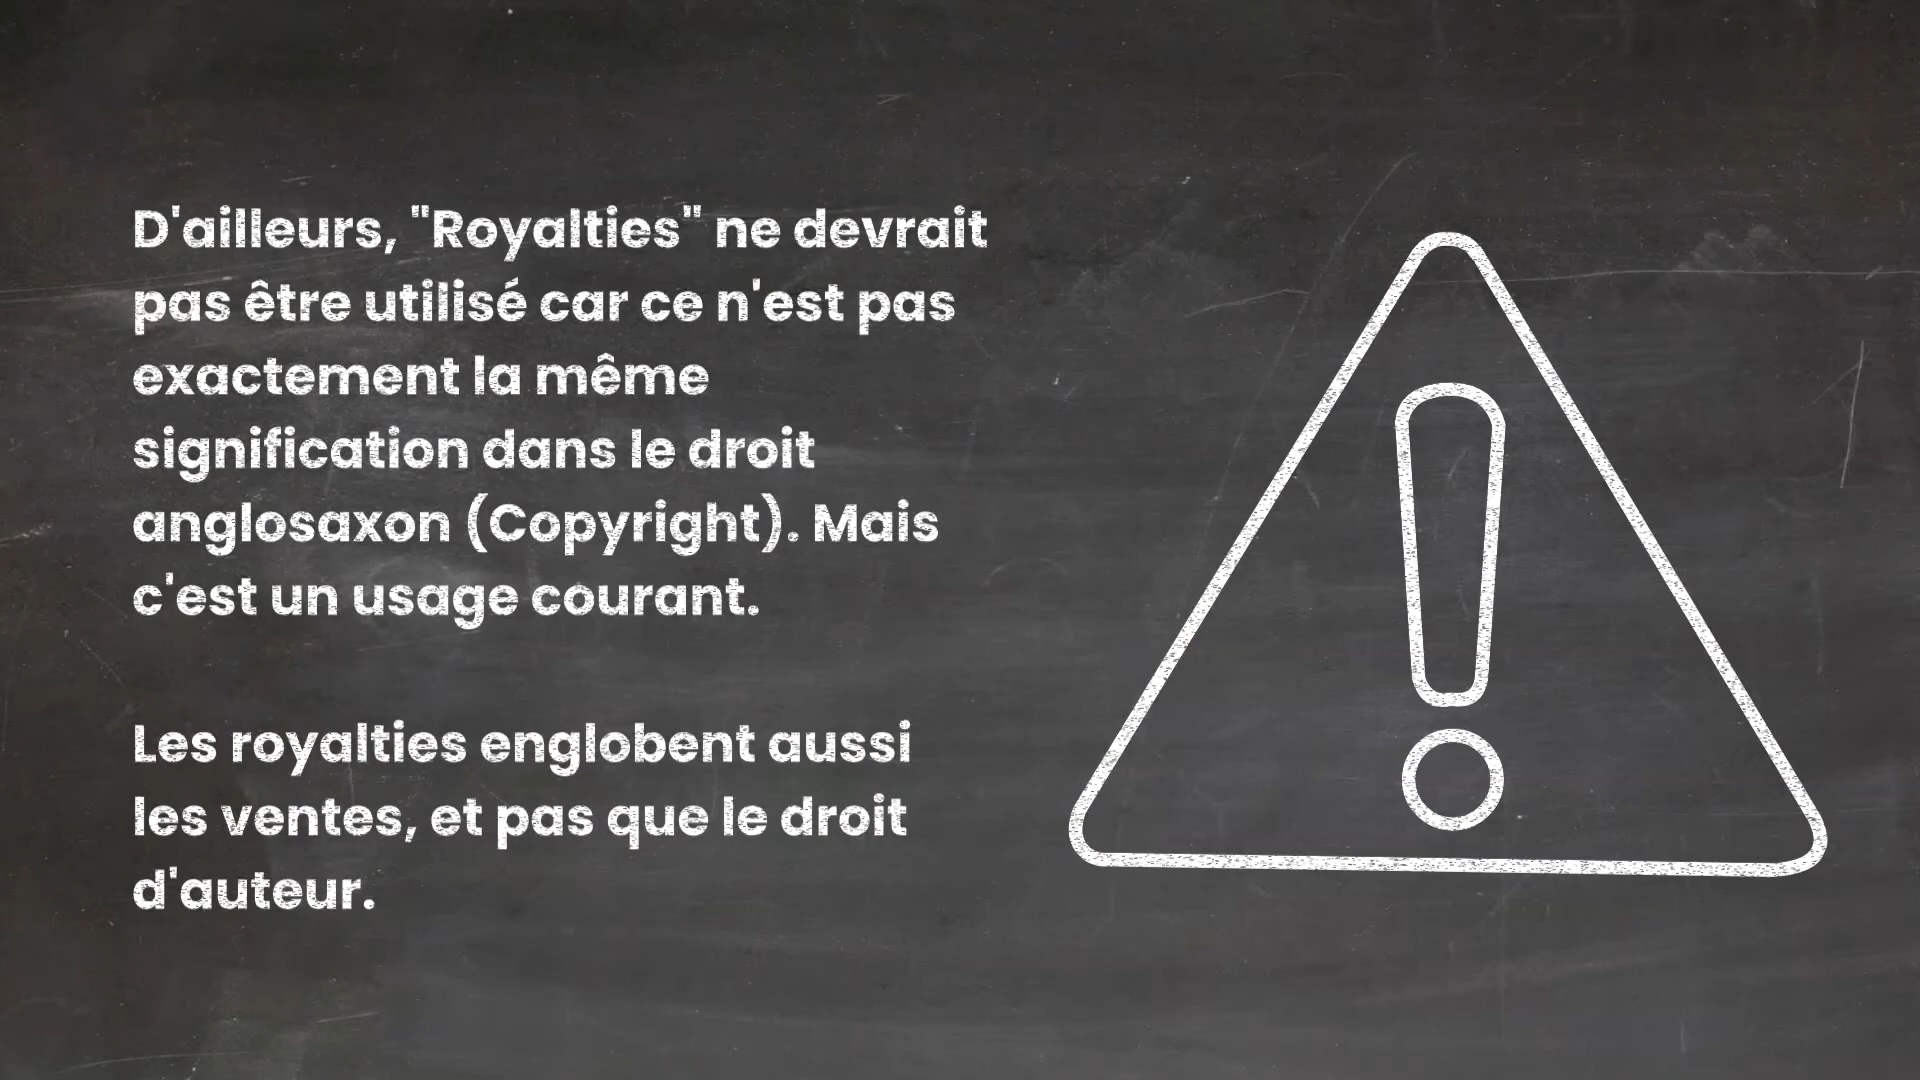 D'ailleurs, "Royalties" ne devrait
pas être utilisé car ce n'est pas
exactement la même
signification dans le droit
anglosaxon (Copyright). Mais
c'est un usage courant.
Les royalties englobent aussi
les ventes, et pas que le droit
d'auteur.